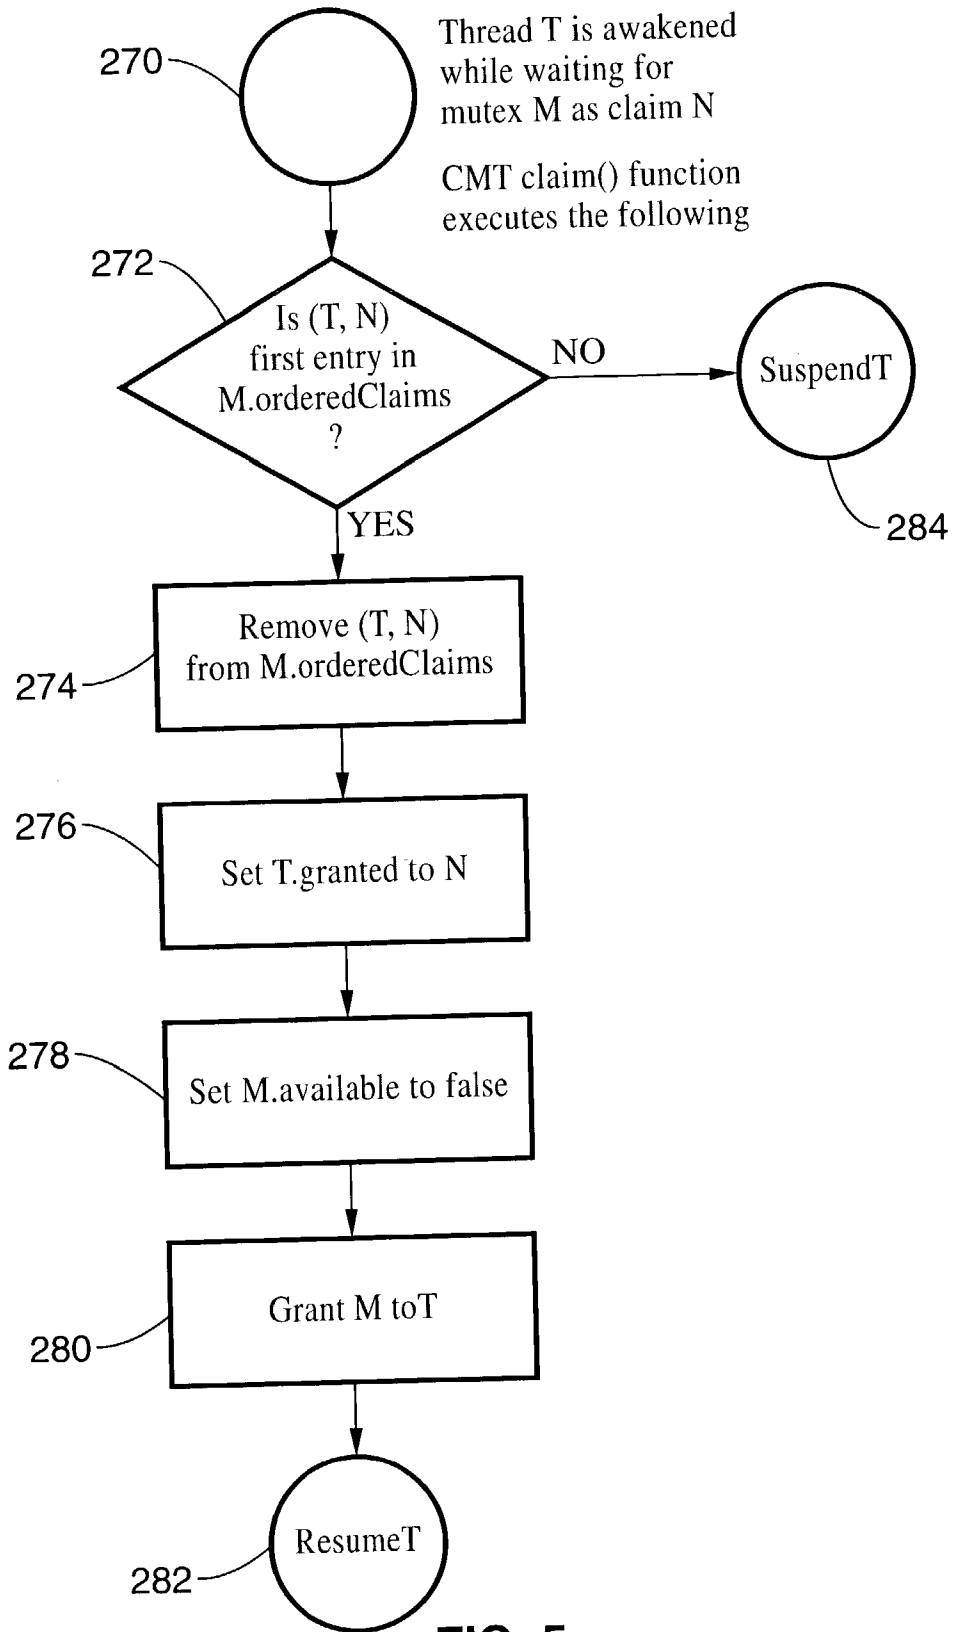 270
Thread T is awakened
while waiting for
mutex M as claim N
CMT claim() function
executes the following
272
Is (T, N)
first entry in
M.orderedClaims
?
NO
SuspendT
284
YES
Remove (T, N)
from M.orderedClaims
274
276
Set T.granted to N
278
Set M.available to false
Grant M toT
280
ResumeT
282